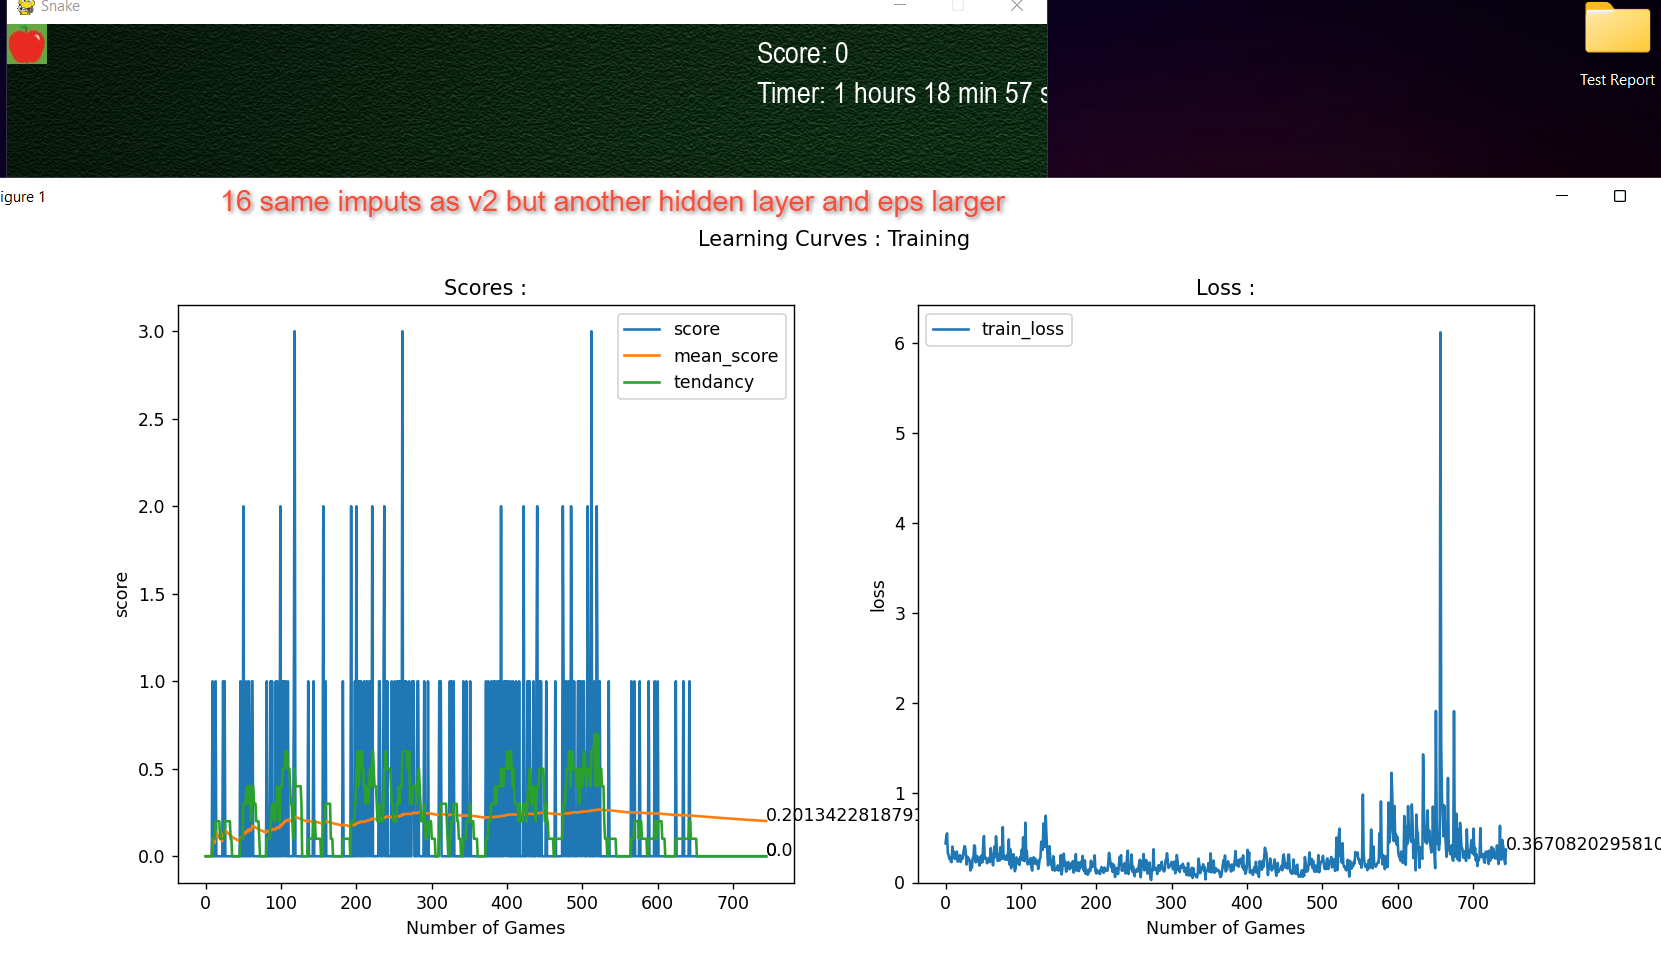 Snake
Score: 0
Timer: 1 hours 18 min 57 s
Test Report
igure 1
16 same imputs as v2 but another hidden layer and eps larger
Learning Curves : Training
Scores :
score
mean_score
tendancy
3.0
2.5
2.0
1.5
1.0
0.5
0.0
score
0.2013422818791
0.0
0 100 200 300 400 500 600 700
Number of Games
Loss :
train_loss
6
5
4
3
2
1
0
loss
0.3670820295810
0 100 200 300 400 500 600 700
Number of Games